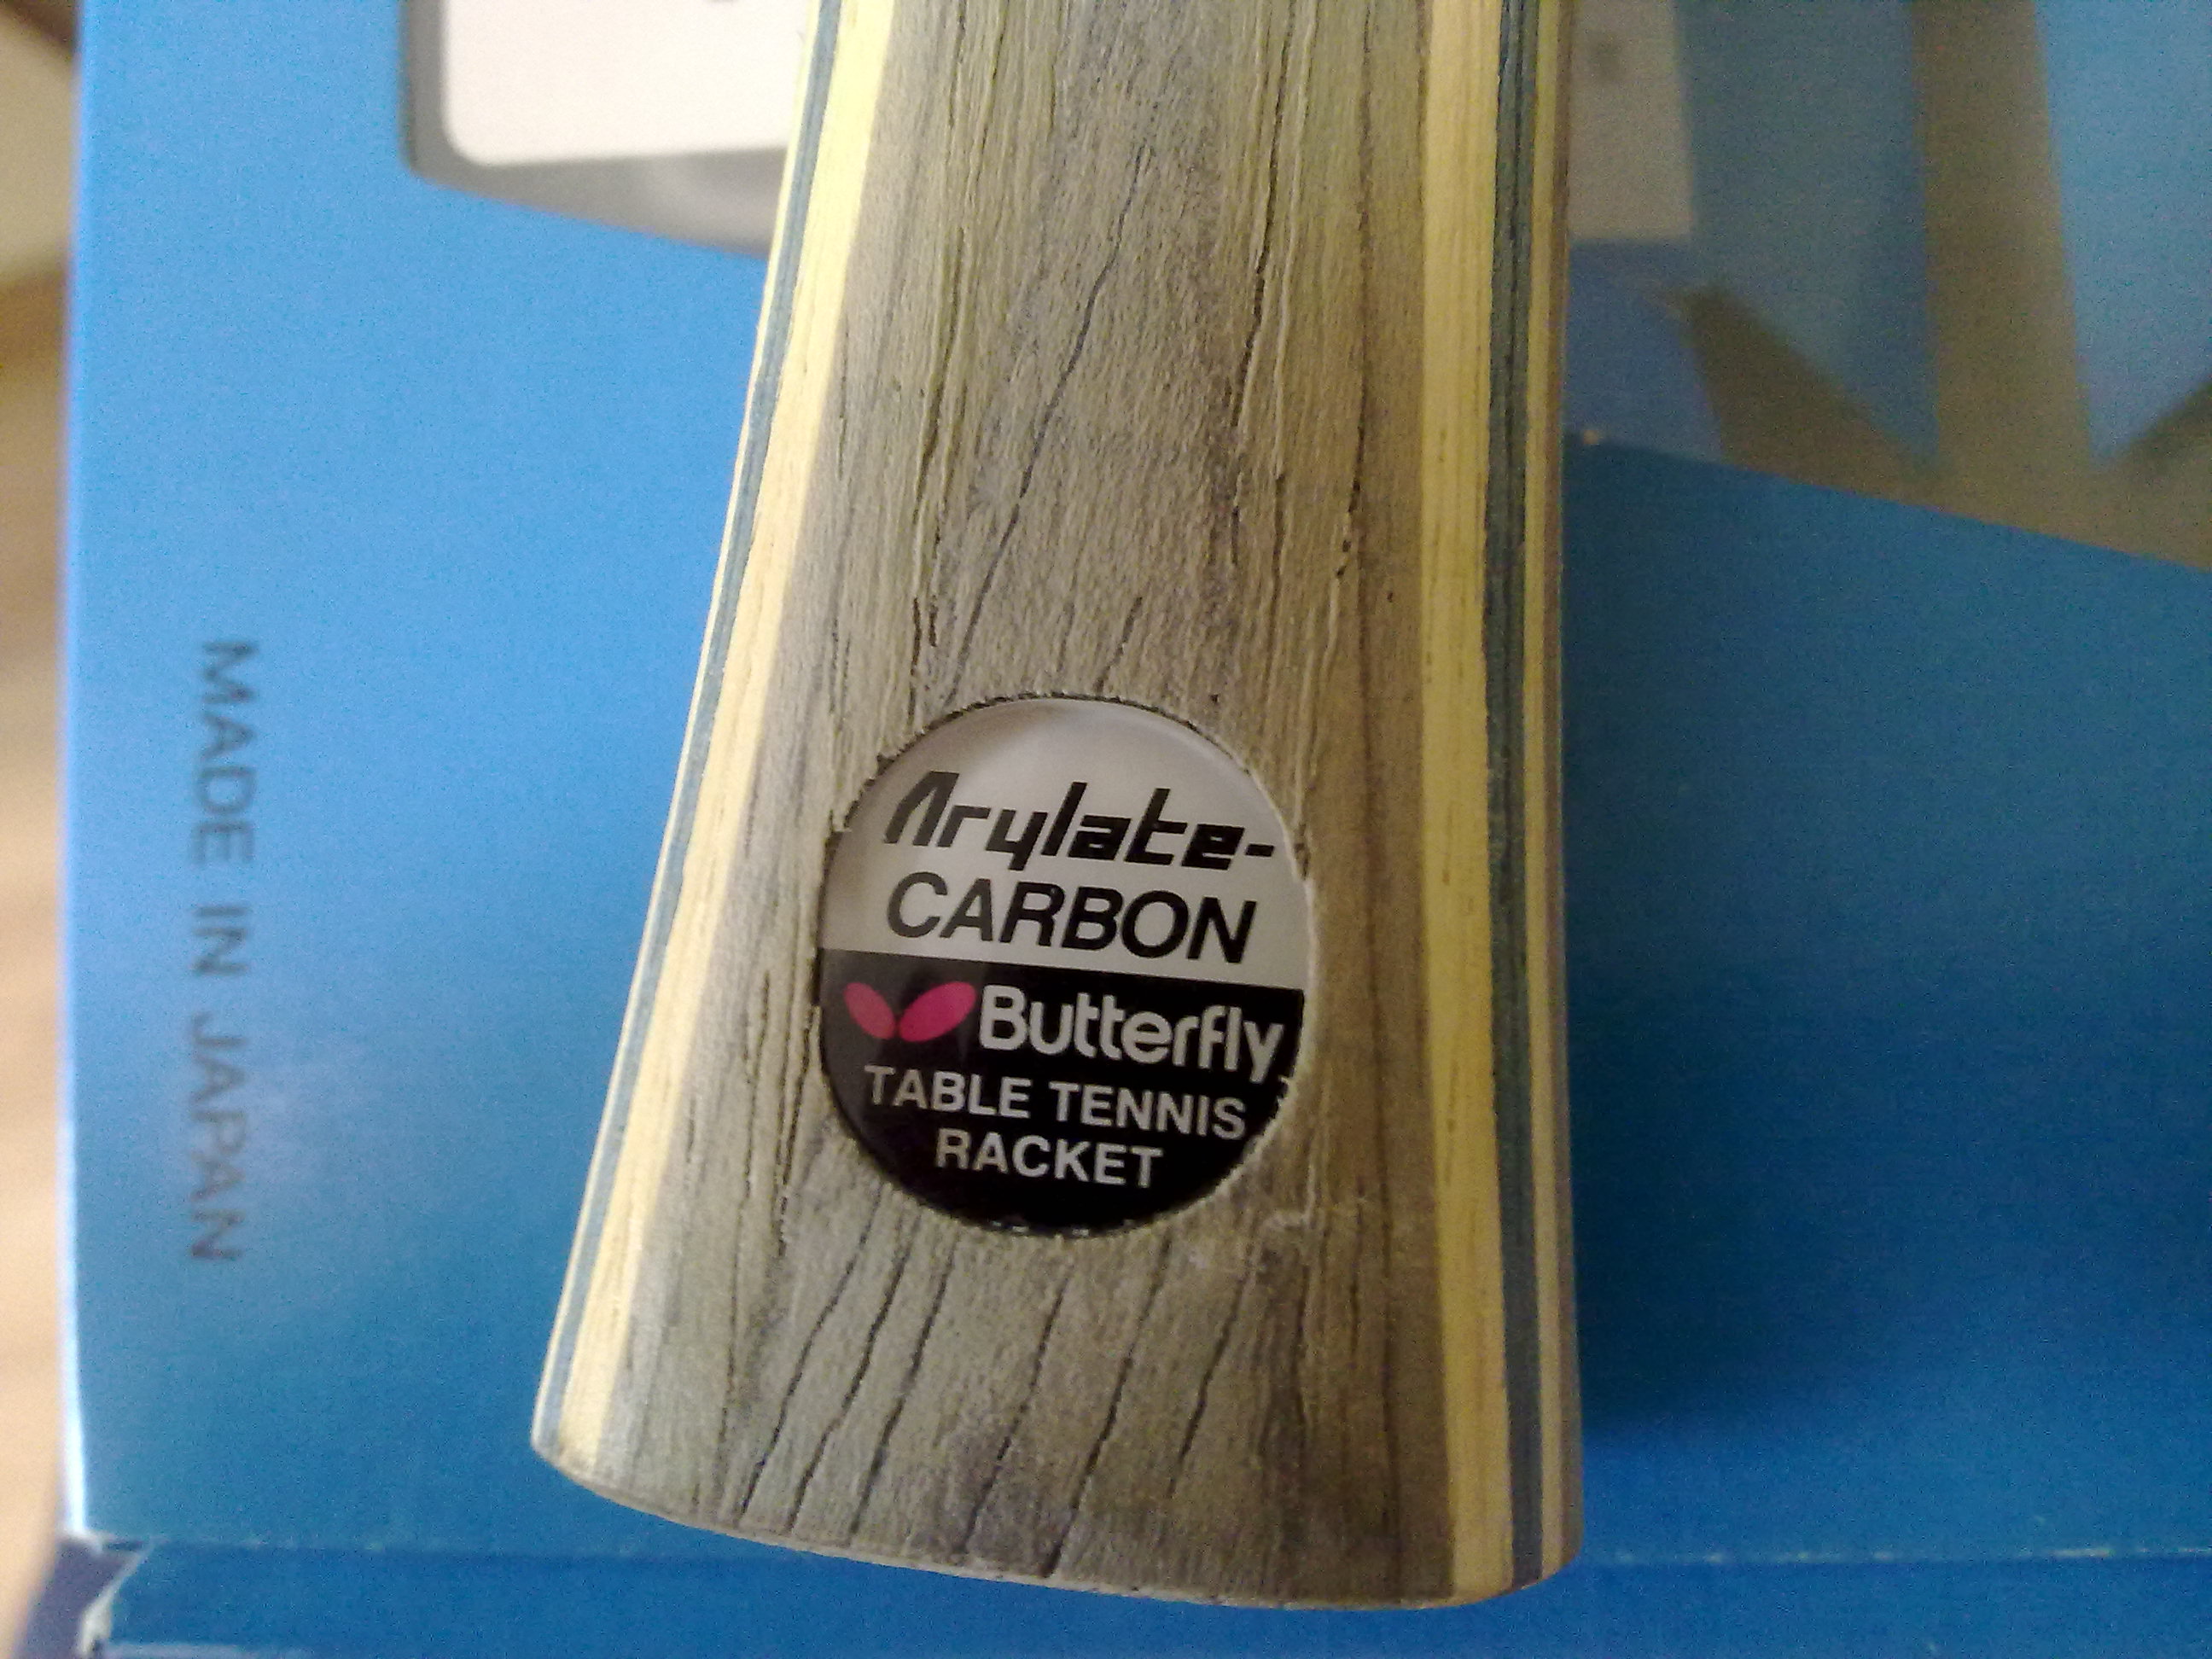 Arylate-
CARBON
Butterfly
TABLE TENNIS
RACKET
MADE IN JAPAN